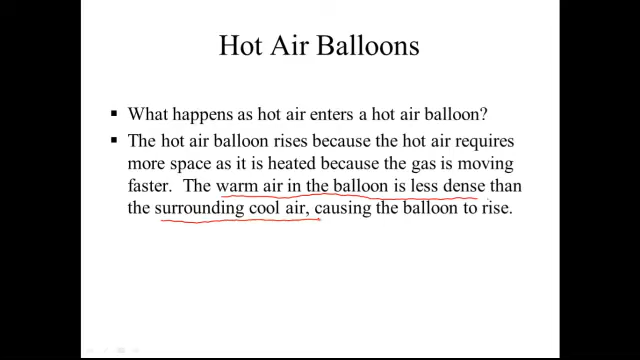 Hot Air Balloons
▪ What happens as hot air enters a hot air balloon?
▪ The hot air balloon rises because the hot air requires
more space as it is heated because the gas is moving
faster.  The warm air in the balloon is less dense than
the surrounding cool air, causing the balloon to rise.